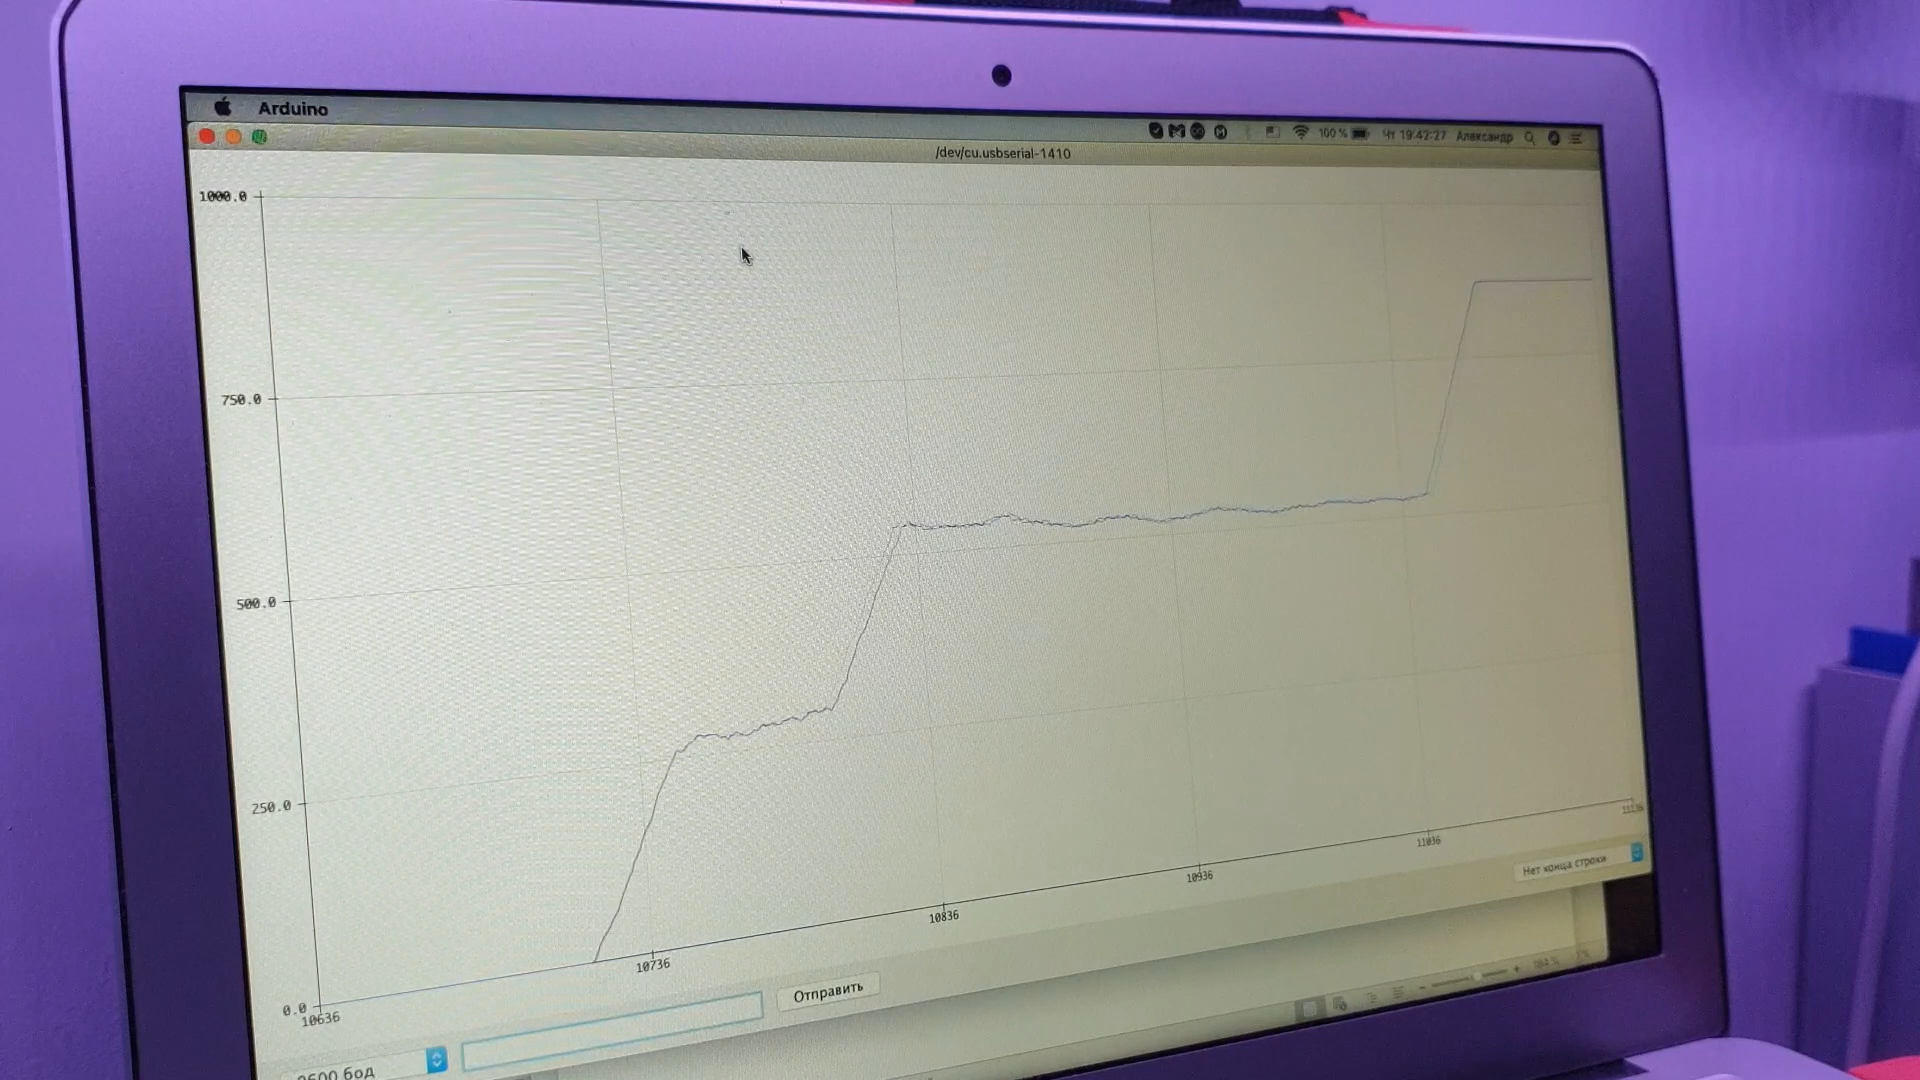 Arduino
100 % Чт 19:42:27 Александр
/dev/cu.usbserial-1410
1000.0
750.0
500.0
250.0
0.0
10636
10736
10836
10936
11036
11136
Нет конца строки
Отправить
9600 бод